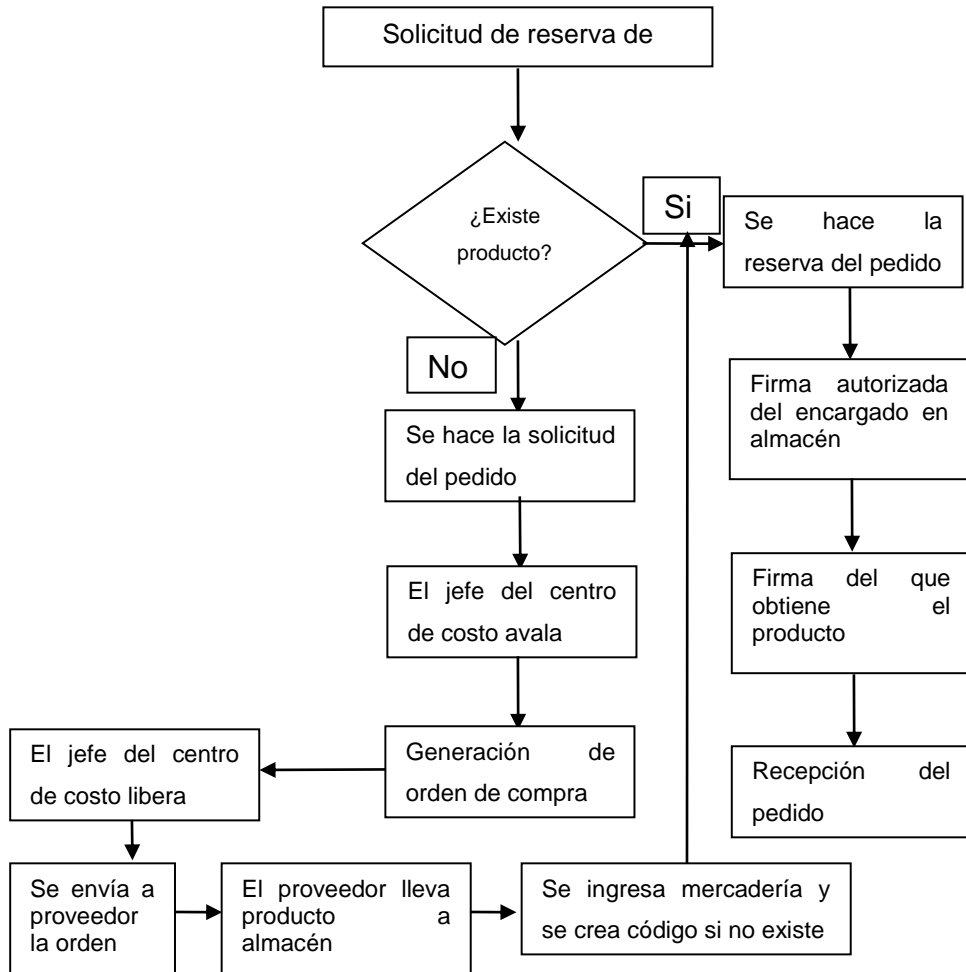 Solicitud de reserva de
¿Existe
producto?
Si
Se hace la
reserva del pedido
No
Firma autorizada
del encargado en
almacén
Se hace la solicitud
del pedido
Firma del que
obtiene el
producto
El jefe del centro
de costo avala
El jefe del centro
de costo libera
Generación de
orden de compra
Recepción del
pedido
Se envía a
proveedor
la orden
El proveedor lleva
producto a
almacén
Se ingresa mercadería y
se crea código si no existe